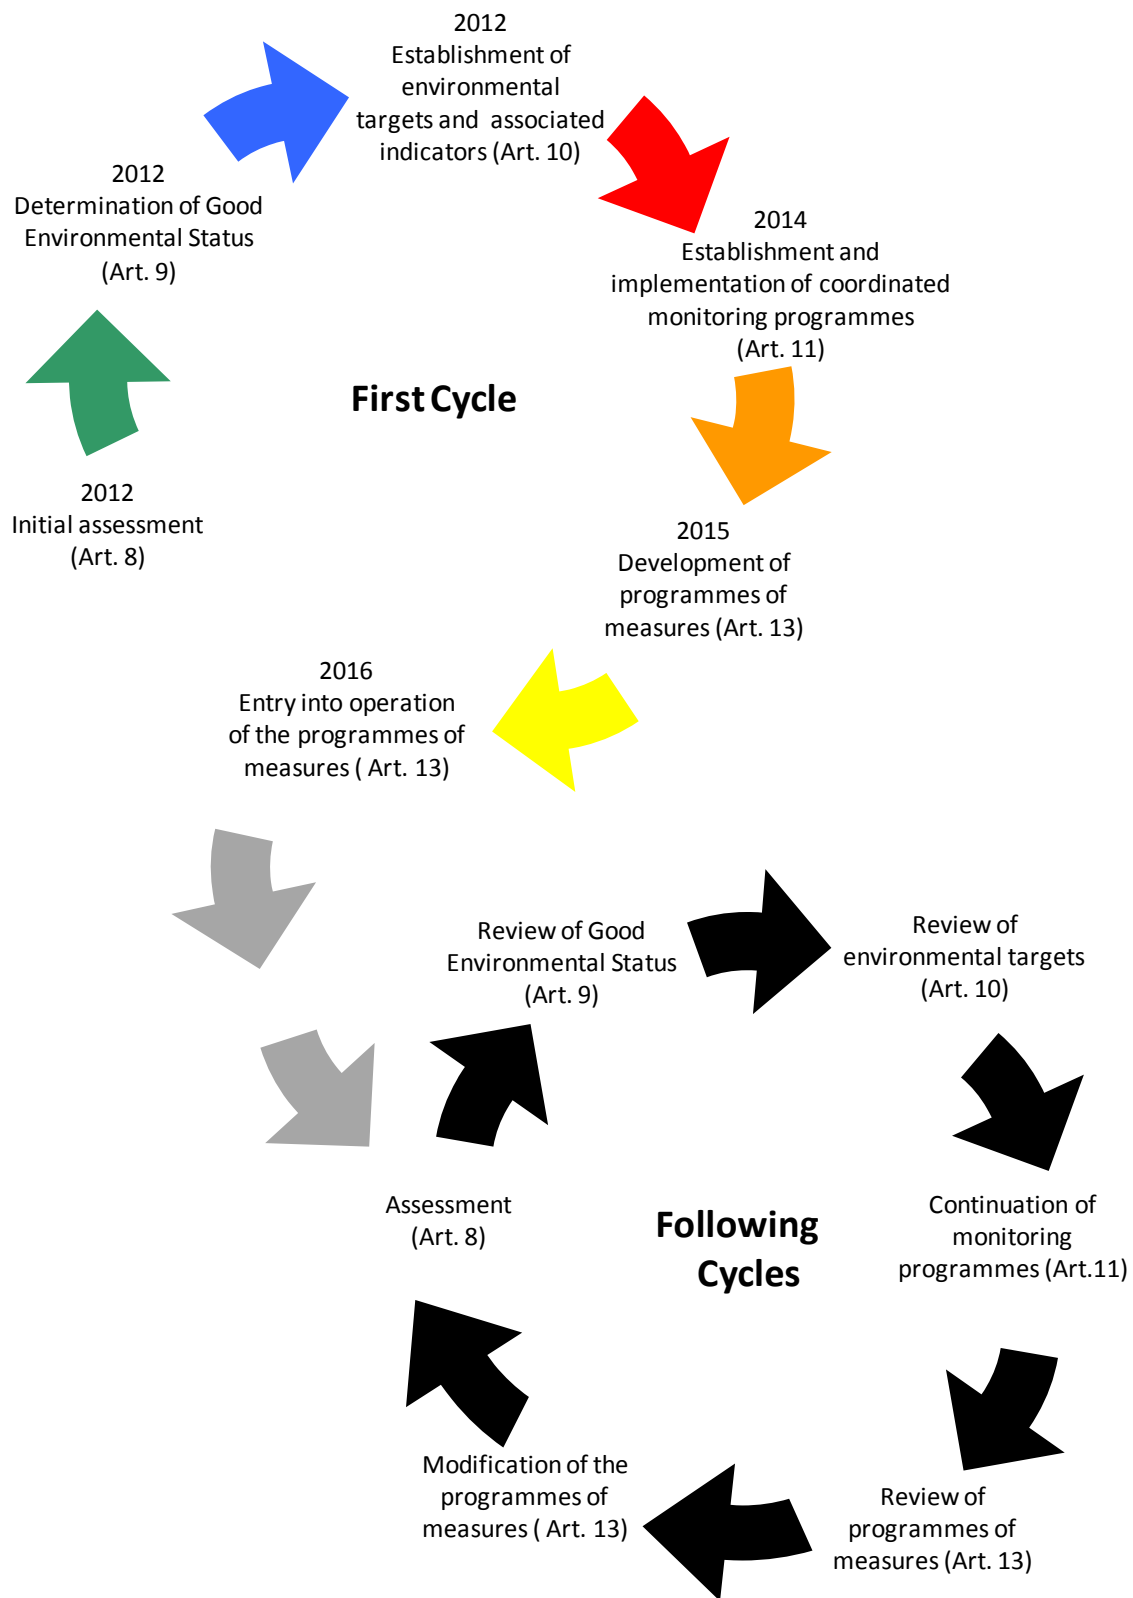 2012
Establishment of
environmental
targets and associated
indicators (Art. 10)
2012
Determination of Good
Environmental Status
(Art. 9)
2014
Establishment and
implementation of coordinated
monitoring programmes
(Art. 11)
First Cycle
2012
Initial assessment
(Art. 8)
2015
Development of
programmes of
measures (Art. 13)
2016
Entry into operation
of the programmes of
measures ( Art. 13)
Review of Good
Environmental Status
(Art. 9)
Review of
environmental targets
(Art. 10)
Assessment
(Art. 8)
Following
Cycles
Continuation of
monitoring
programmes (Art.11)
Modification of the
programmes of
measures ( Art. 13)
Review of
programmes of
measures (Art. 13)